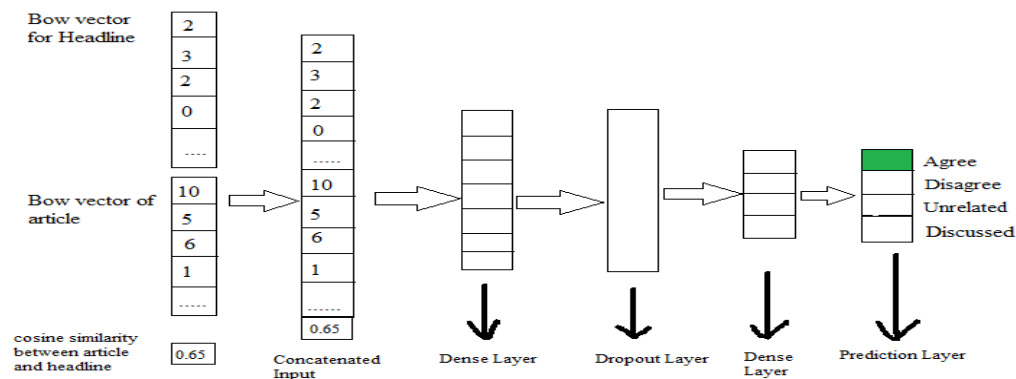 Bow vector
for Headline
2
3
2
0
----
Bow vector of
article
10
5
6
1
.....
cosine similarity
between article
and headline
0.65
2
3
2
0
.....
10
5
6
1
......
0.65
Concatenated
Input
Dense Layer
Dropout Layer
Dense
Layer
Agree
Disagree
Unrelated
Discussed
Prediction Layer